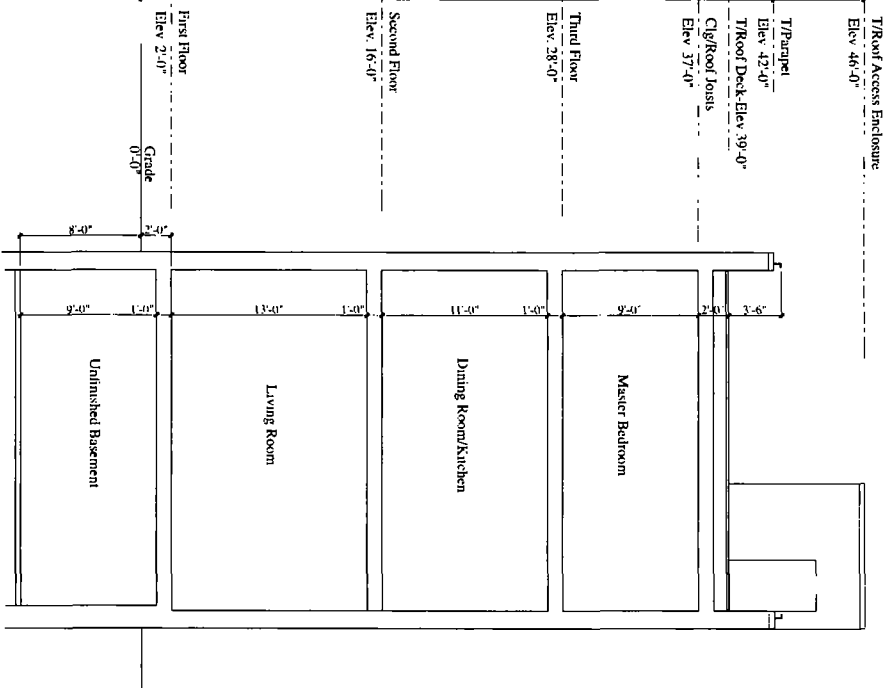 T/Roof Access Enclosure
Elev 46'-0"
T/Parapet
Elev 42'-0"
T/Roof Deck-Elev 39'-0"
Clg/Roof Joists
Elev 37'-0"
Third Floor
Elev. 28'-0"
Second Floor
Elev. 16'-0"
First Floor
Elev 2'-0"
Grade
0'-0"
3'-6"
2'-0"
9'-0"
Master Bedroom
1'-0"
11'-0"
Dining Room/Kitchen
1'-0"
13'-0"
Living Room
2'-0"
1'-0"
8'-0"
9'-0"
Unfinished Basement